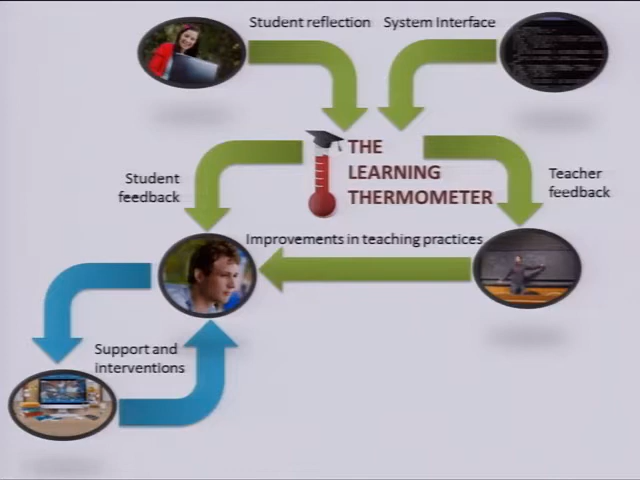 Student reflection
System Interface
THE
LEARNING
THERMOMETER
Student
feedback
Teacher
feedback
Improvements in teaching practices
Support and
interventions